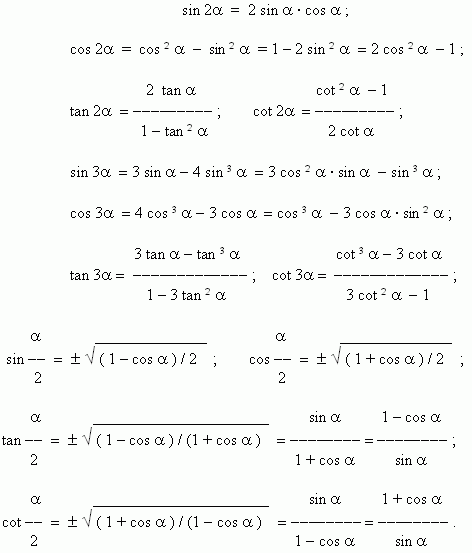 sin 2α = 2 sin α · cos α ;
cos 2α = cos ² α − sin ² α = 1 − 2 sin ² α = 2 cos ² α − 1 ;
tan 2α = 2 tan α / 1 − tan ² α ; cot 2α = cot ² α − 1 / 2 cot α ;
sin 3α = 3 sin α − 4 sin ³ α = 3 cos ² α · sin α − sin ³ α ;
cos 3α = 4 cos ³ α − 3 cos α = cos ³ α − 3 cos α · sin ² α ;
tan 3α = 3 tan α − tan ³ α / 1 − 3 tan ² α ; cot 3α = cot ³ α − 3 cot α / 3 cot ² α − 1 ;
sin α / 2 = ± √ ( 1 − cos α ) / 2 ; cos α / 2 = ± √ ( 1 + cos α ) / 2 ;
tan α / 2 = ± √ ( 1 − cos α ) / (1 + cos α ) = sin α / 1 + cos α = 1 − cos α / sin α ;
cot α / 2 = ± √ ( 1 + cos α ) / (1 − cos α ) = sin α / 1 − cos α = 1 + cos α / sin α .